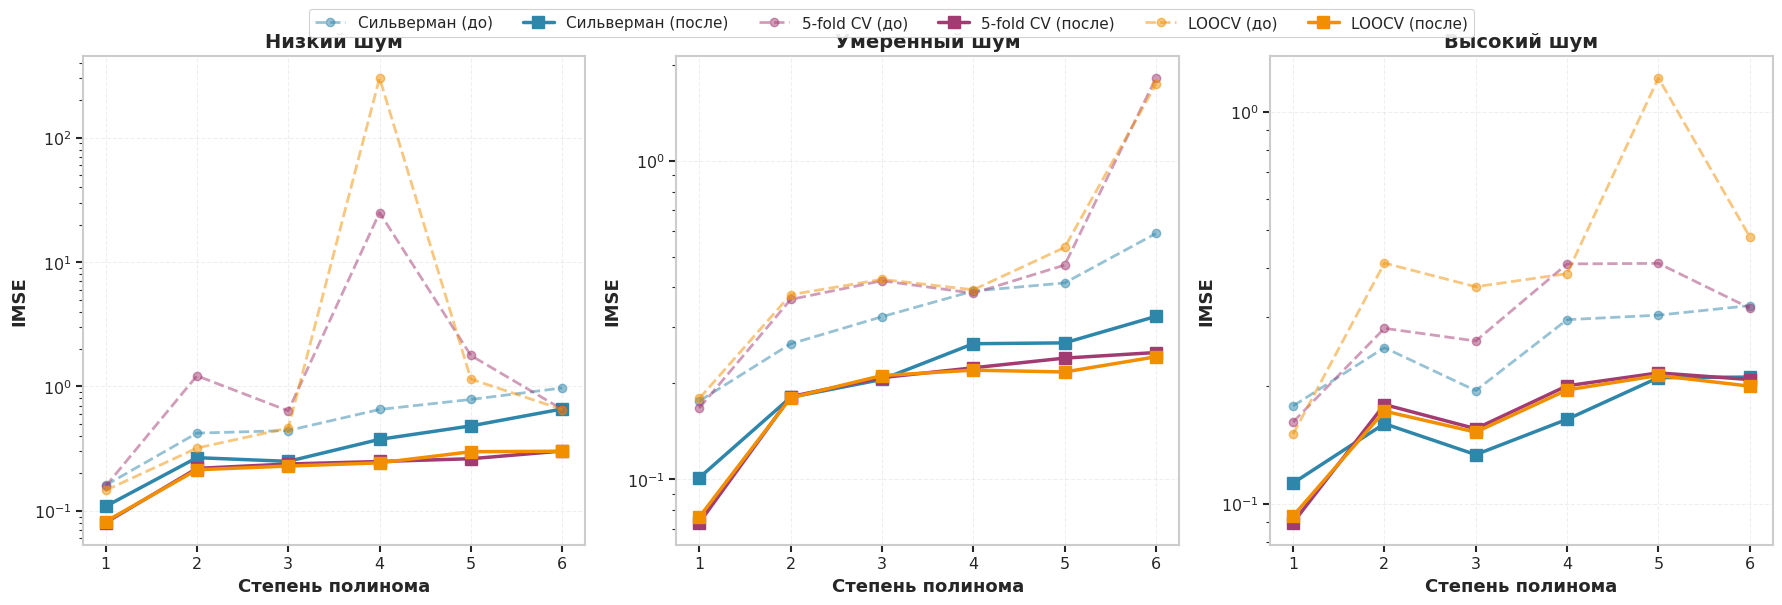 Сильверман (до) Сильверман (после) 5-fold CV (до) 5-fold CV (после) LOOCV (до) LOOCV (после)
Низкий шум
10²
10¹
10⁰
10⁻¹
IMSE
1 2 3 4 5 6
Степень полинома
Умеренный шум
10⁰
10⁻¹
IMSE
1 2 3 4 5 6
Степень полинома
Высокий шум
10⁰
10⁻¹
IMSE
1 2 3 4 5 6
Степень полинома